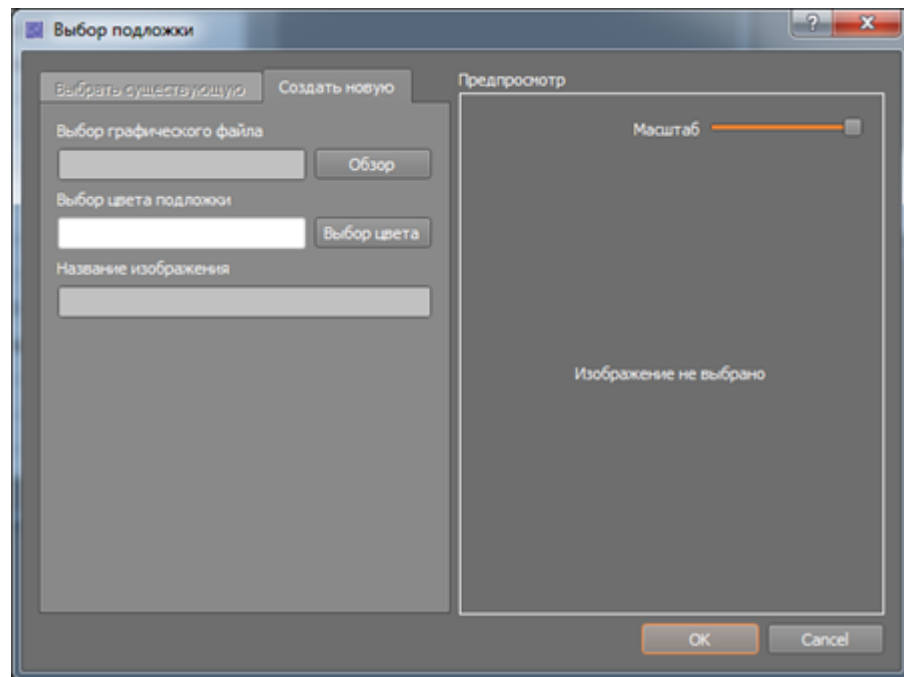 Выбор подложки
Выбрать существующую
Создать новую
Выбор графического файла
Обзор
Выбор цвета подложки
Выбор цвета
Название изображения
Предпросмотр
Масштаб
Изображение не выбрано
OK
Cancel